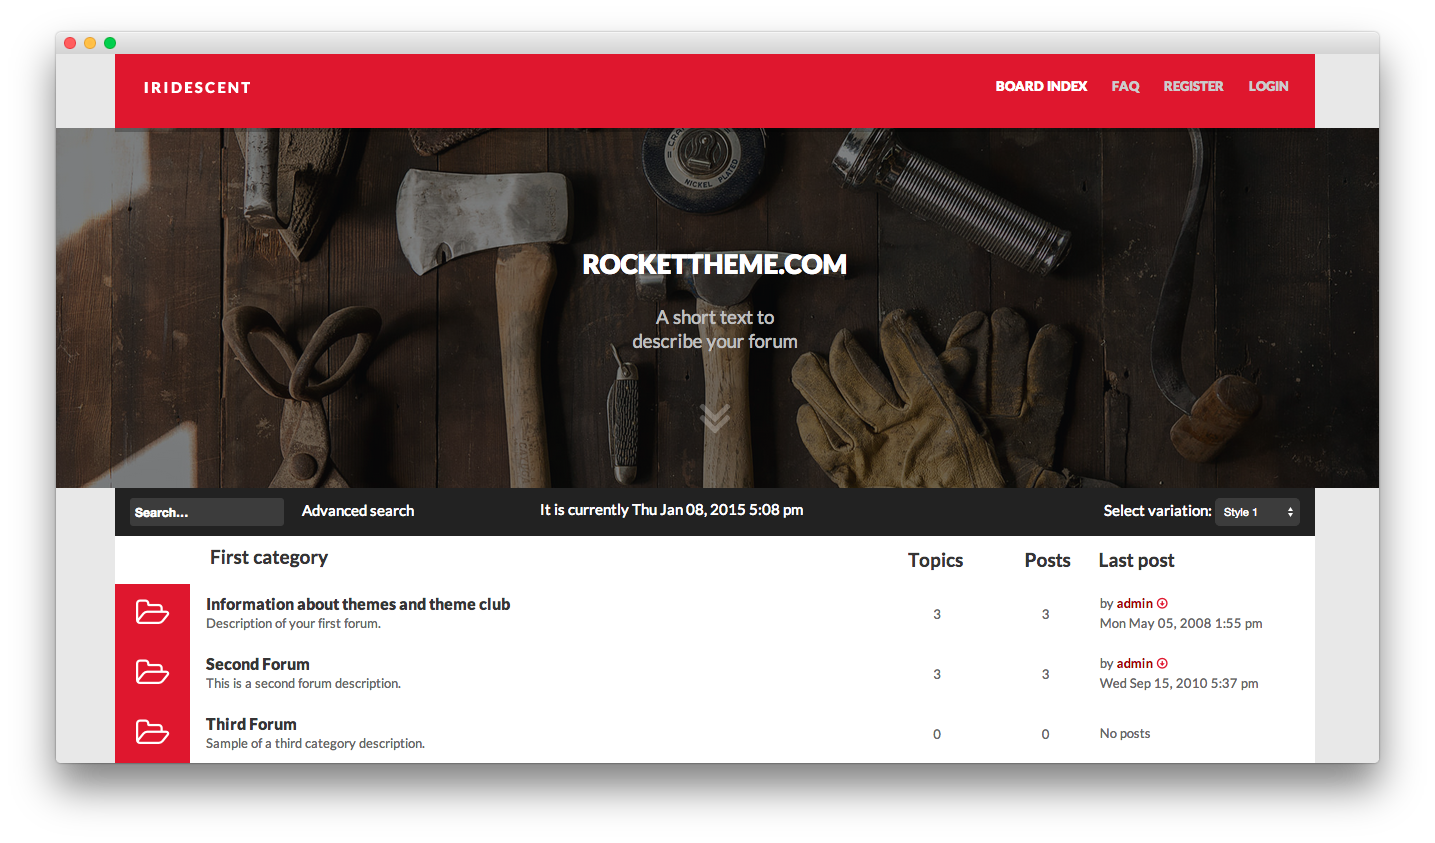 IRIDESCENT
BOARD INDEX FAQ REGISTER LOGIN
NICKEL PLATED
ROCKETTHEME.COM
A short text to
describe your forum
Search... Advanced search It is currently Thu Jan 08, 2015 5:08 pm Select variation: Style 1
First category Topics Posts Last post
Information about themes and theme club 3 3 by admin
Description of your first forum. Mon May 05, 2008 1:55 pm
Second Forum 3 3 by admin
This is a second forum description. Wed Sep 15, 2010 5:37 pm
Third Forum 0 0 No posts
Sample of a third category description.